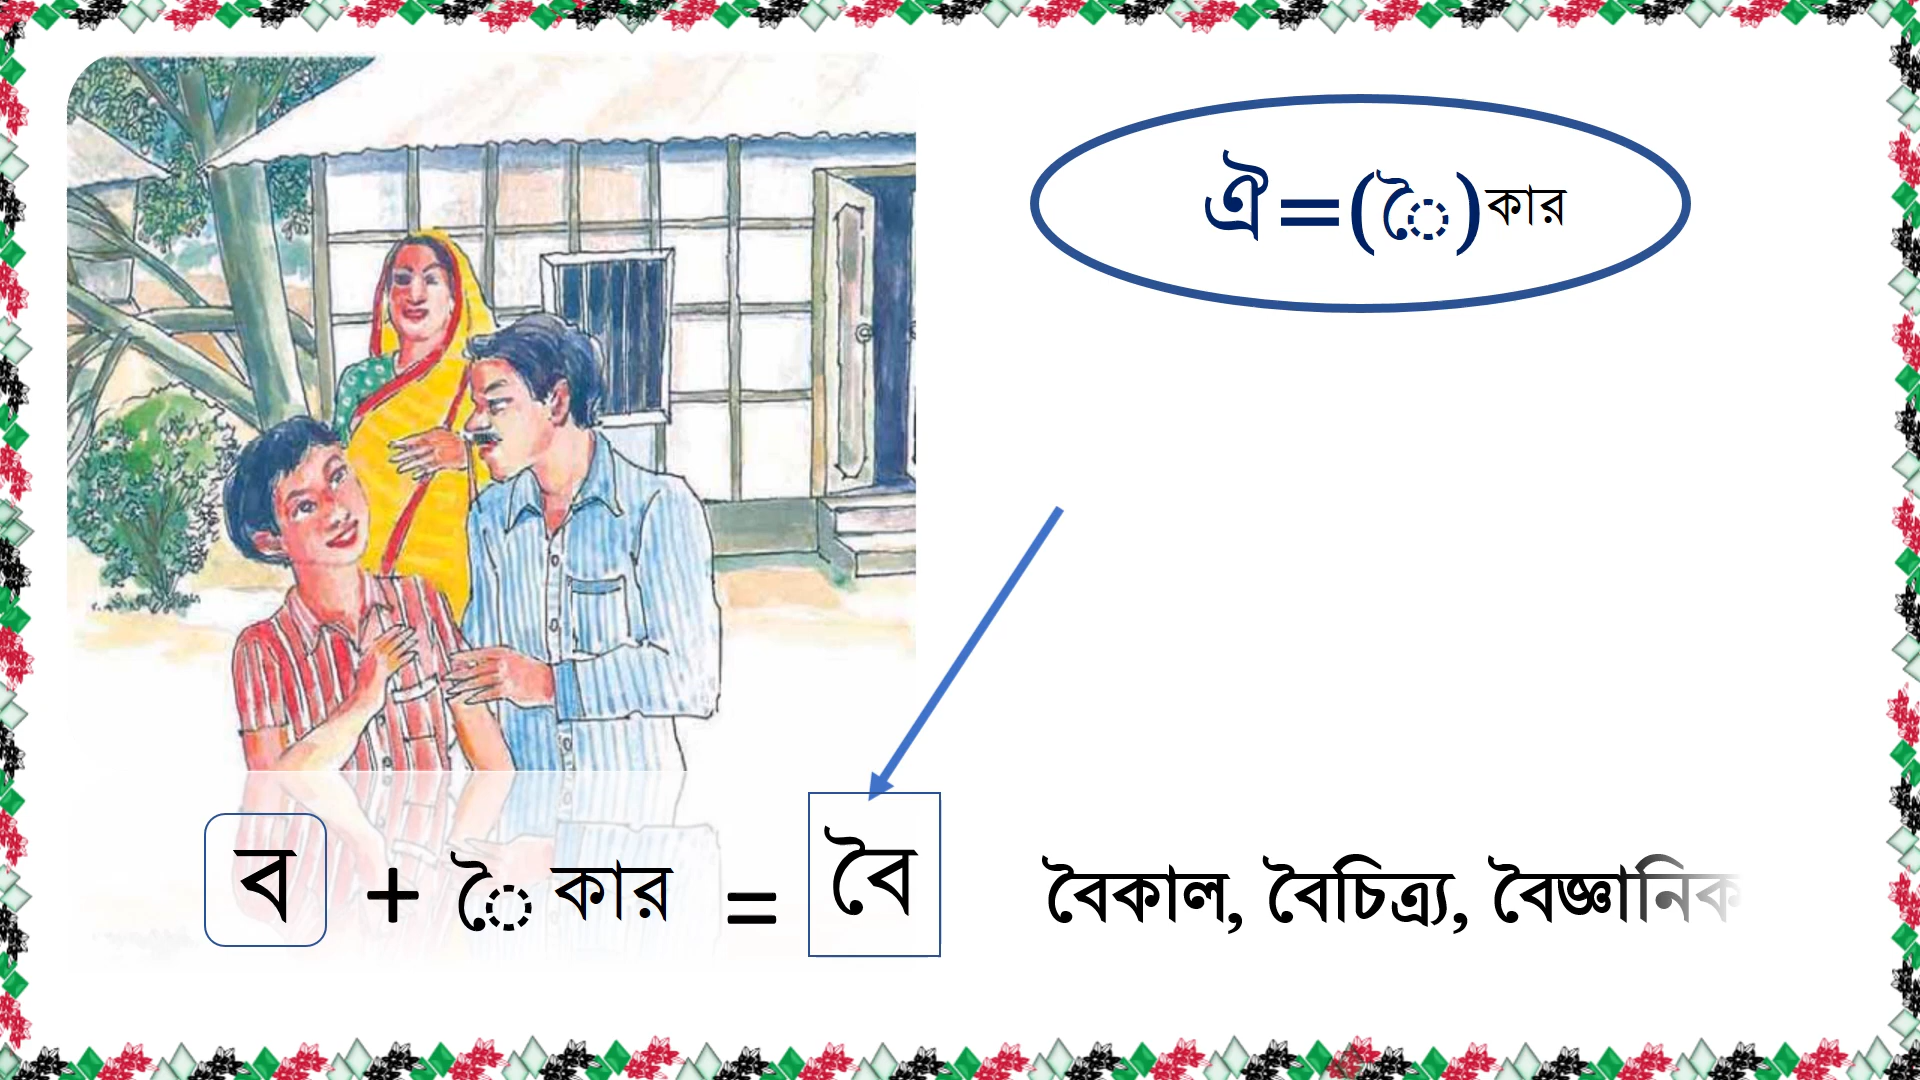 ঐ=(ৈ)কার
ব + ৈ কার = বৈ বৈকাল, বৈচিত্র্য, বৈজ্ঞানিক